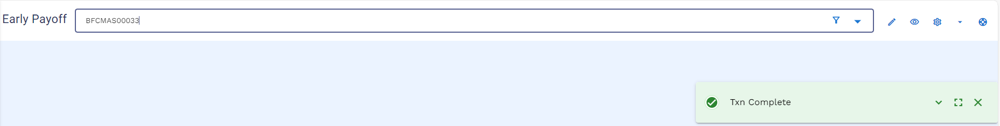 Early Payoff
BFCMAS00033
Txn Complete